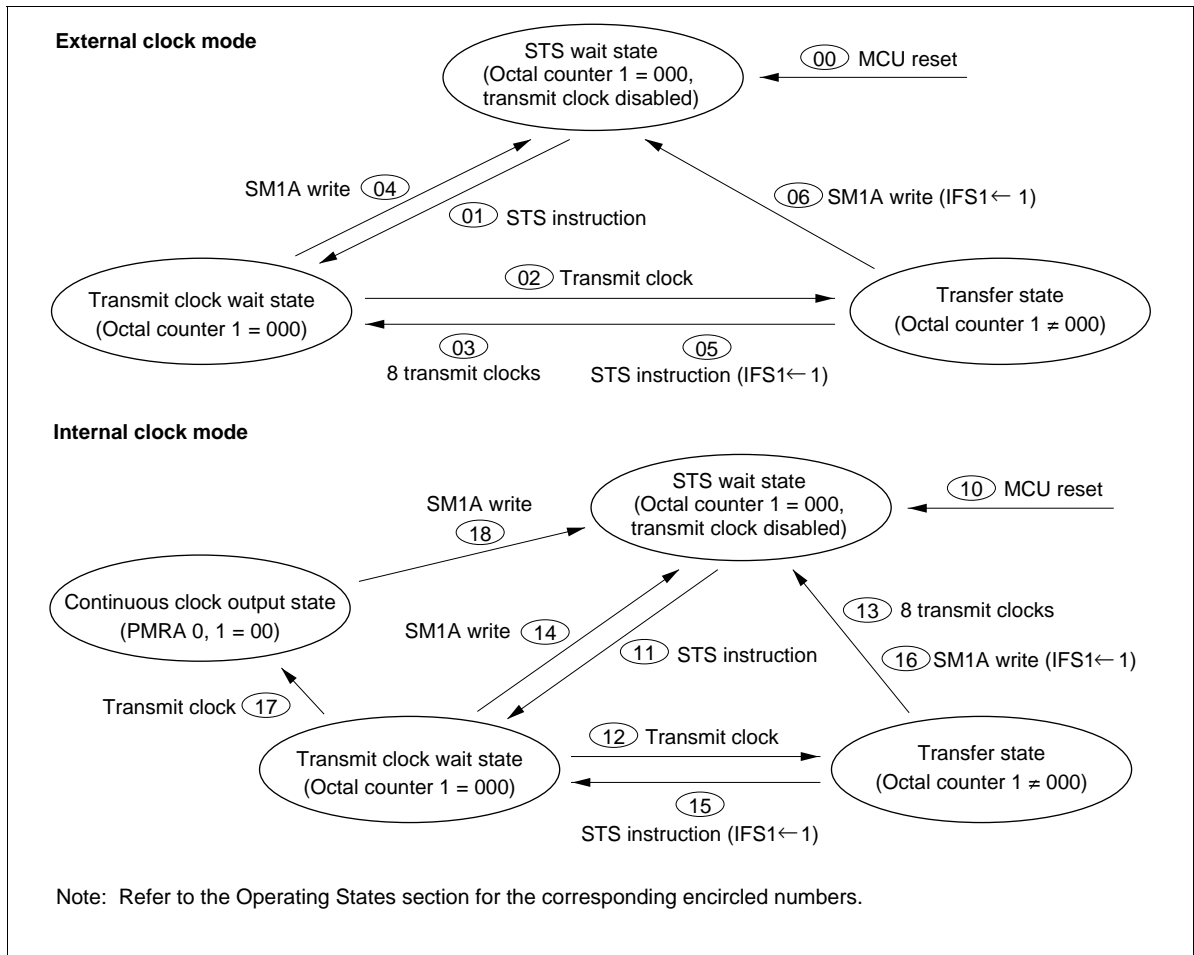 External clock mode
STS wait state
(Octal counter 1 = 000,
transmit clock disabled)
00 MCU reset
SM1A write 04
01 STS instruction
06 SM1A write (IFS1← 1)
Transmit clock wait state
(Octal counter 1 = 000)
02 Transmit clock
Transfer state
(Octal counter 1 ≠ 000)
03
8 transmit clocks
05
STS instruction (IFS1← 1)
Internal clock mode
STS wait state
(Octal counter 1 = 000,
transmit clock disabled)
10 MCU reset
SM1A write
18
Continuous clock output state
(PMRA 0, 1 = 00)
SM1A write 14
11 STS instruction
13 8 transmit clocks
16 SM1A write (IFS1← 1)
Transmit clock 17
Transmit clock wait state
(Octal counter 1 = 000)
12 Transmit clock
Transfer state
(Octal counter 1 ≠ 000)
15
STS instruction (IFS1← 1)
Note: Refer to the Operating States section for the corresponding encircled numbers.